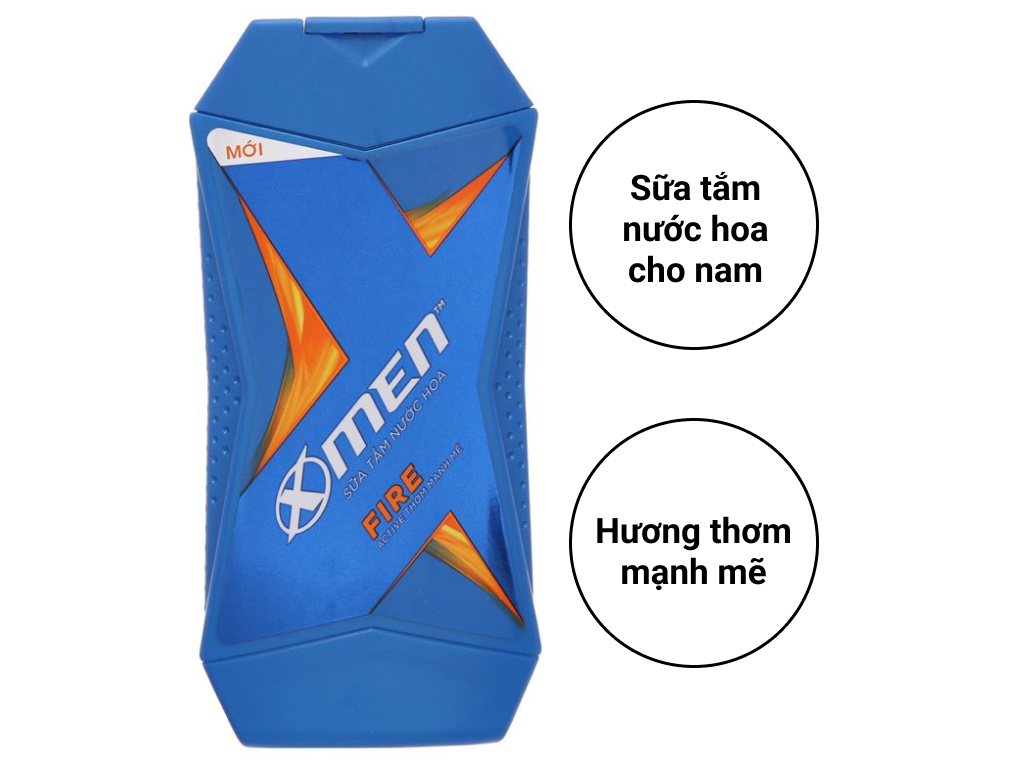 MỚI
XMEN™
SỮA TẮM NƯỚC HOA
FIRE
ACTIVE THƠM MẠNH MẼ
Sữa tắm
nước hoa
cho nam
Hương thơm
mạnh mẽ